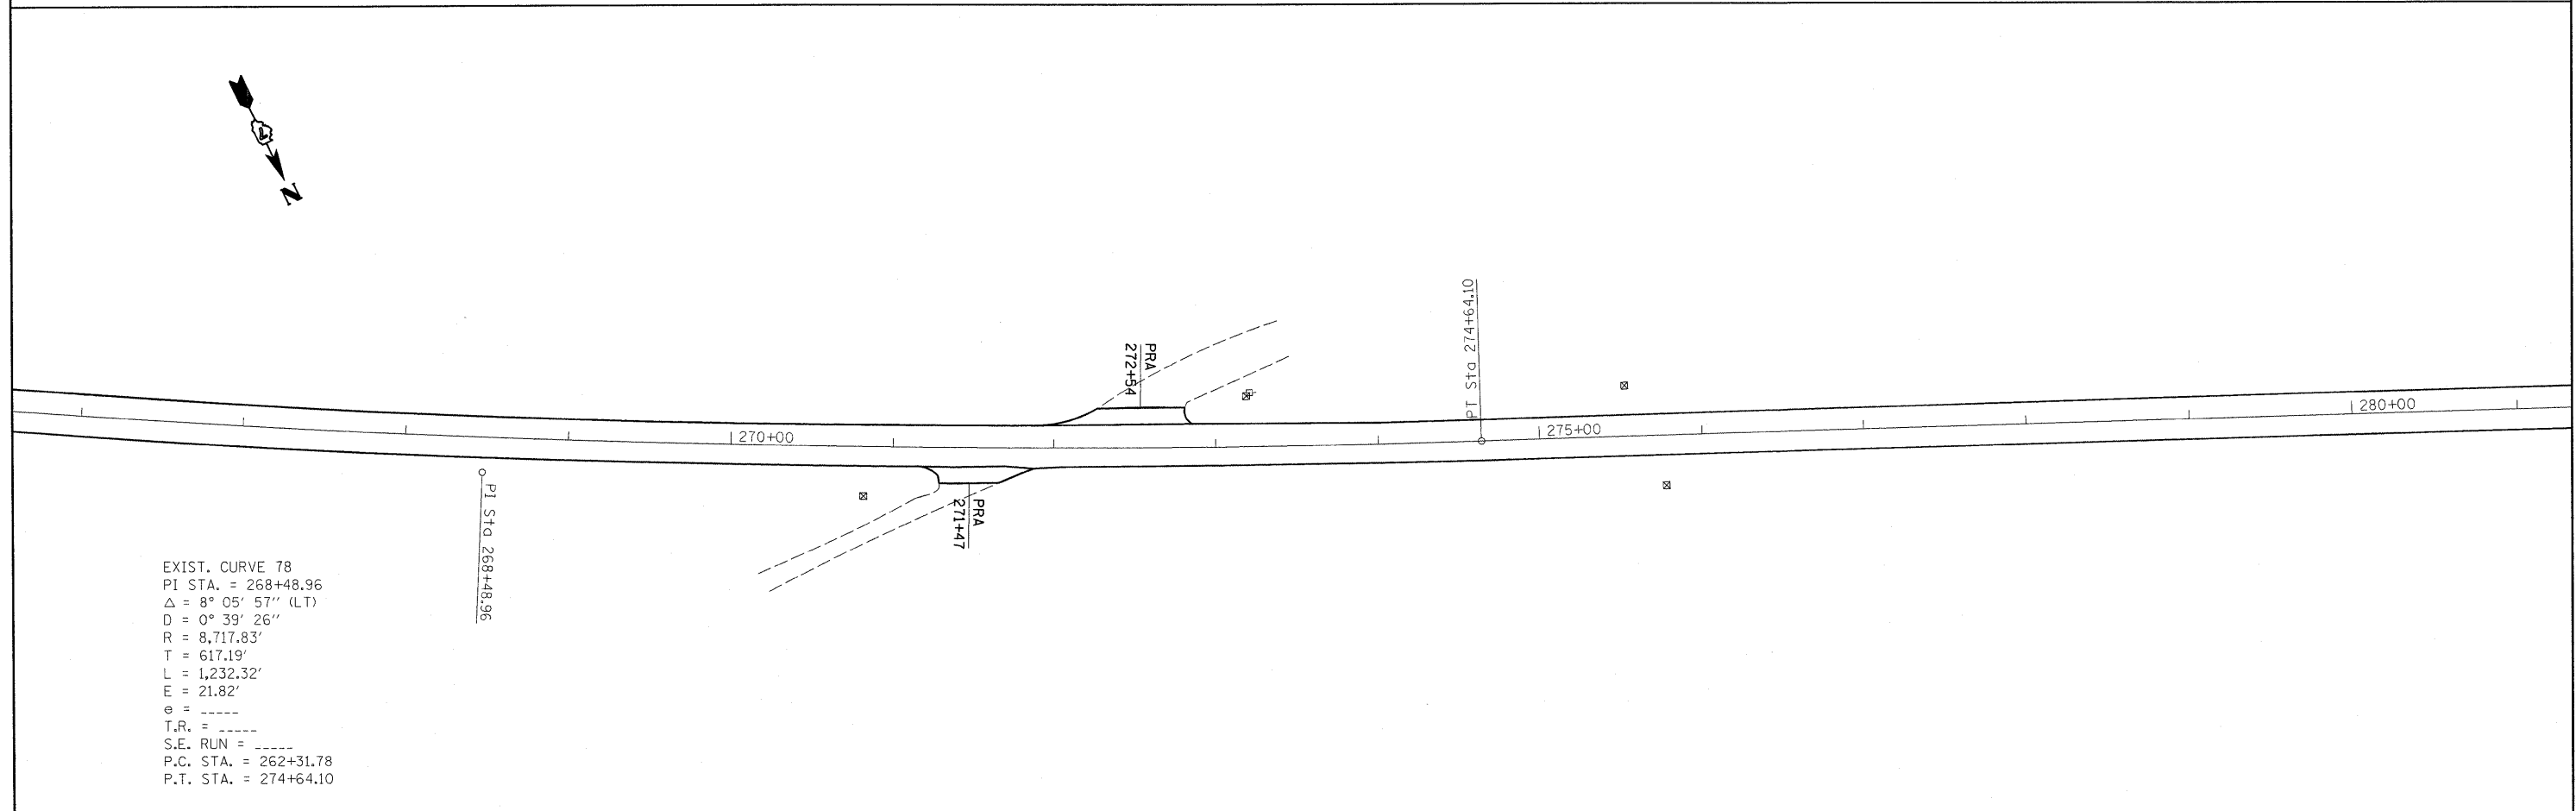 N
PRA
272+54
PT Sta 274+64.10
270+00
275+00
280+00
PI Sta 268+48.96
PRA
271+47
EXIST. CURVE 78
PI STA. = 268+48.96
Δ = 8° 05' 57'' (LT)
D = 0° 39' 26''
R = 8,717.83'
T = 617.19'
L = 1,232.32'
E = 21.82'
e = _____
T.R. = _____
S.E. RUN = _____
P.C. STA. = 262+31.78
P.T. STA. = 274+64.10